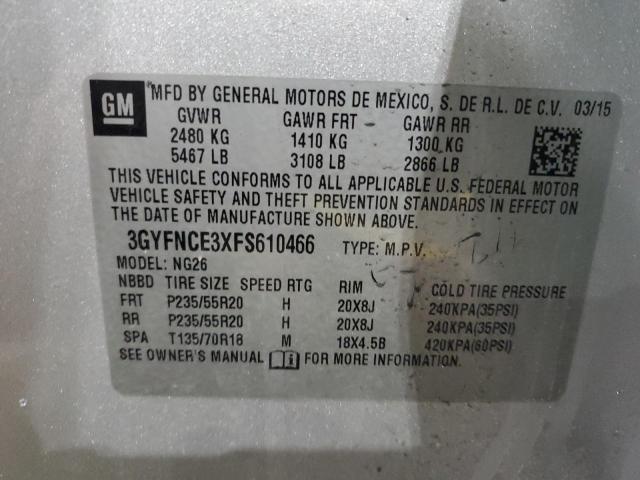 GM MFD BY GENERAL MOTORS DE MEXICO, S. DE R.L. DE C.V. 03/15
GVWR GAWR FRT GAWR RR
2480 KG 1410 KG 1300 KG
5467 LB 3108 LB 2866 LB
THIS VEHICLE CONFORMS TO ALL APPLICABLE U.S. FEDERAL MOTOR
VEHICLE SAFETY AND THEFT PREVENTION STANDARDS IN EFFECT ON
THE DATE OF MANUFACTURE SHOWN ABOVE.
3GYFNCE3XFS610466 TYPE: M.P.V.
MODEL: NG26
NBBD TIRE SIZE SPEED RTG RIM COLD TIRE PRESSURE
FRT P235/55R20 H 20X8J 240KPA(35PSI)
RR P235/55R20 H 20X8J 240KPA(35PSI)
SPA T135/70R18 M 18X4.5B 420KPA(60PSI)
SEE OWNER'S MANUAL FOR MORE INFORMATION.